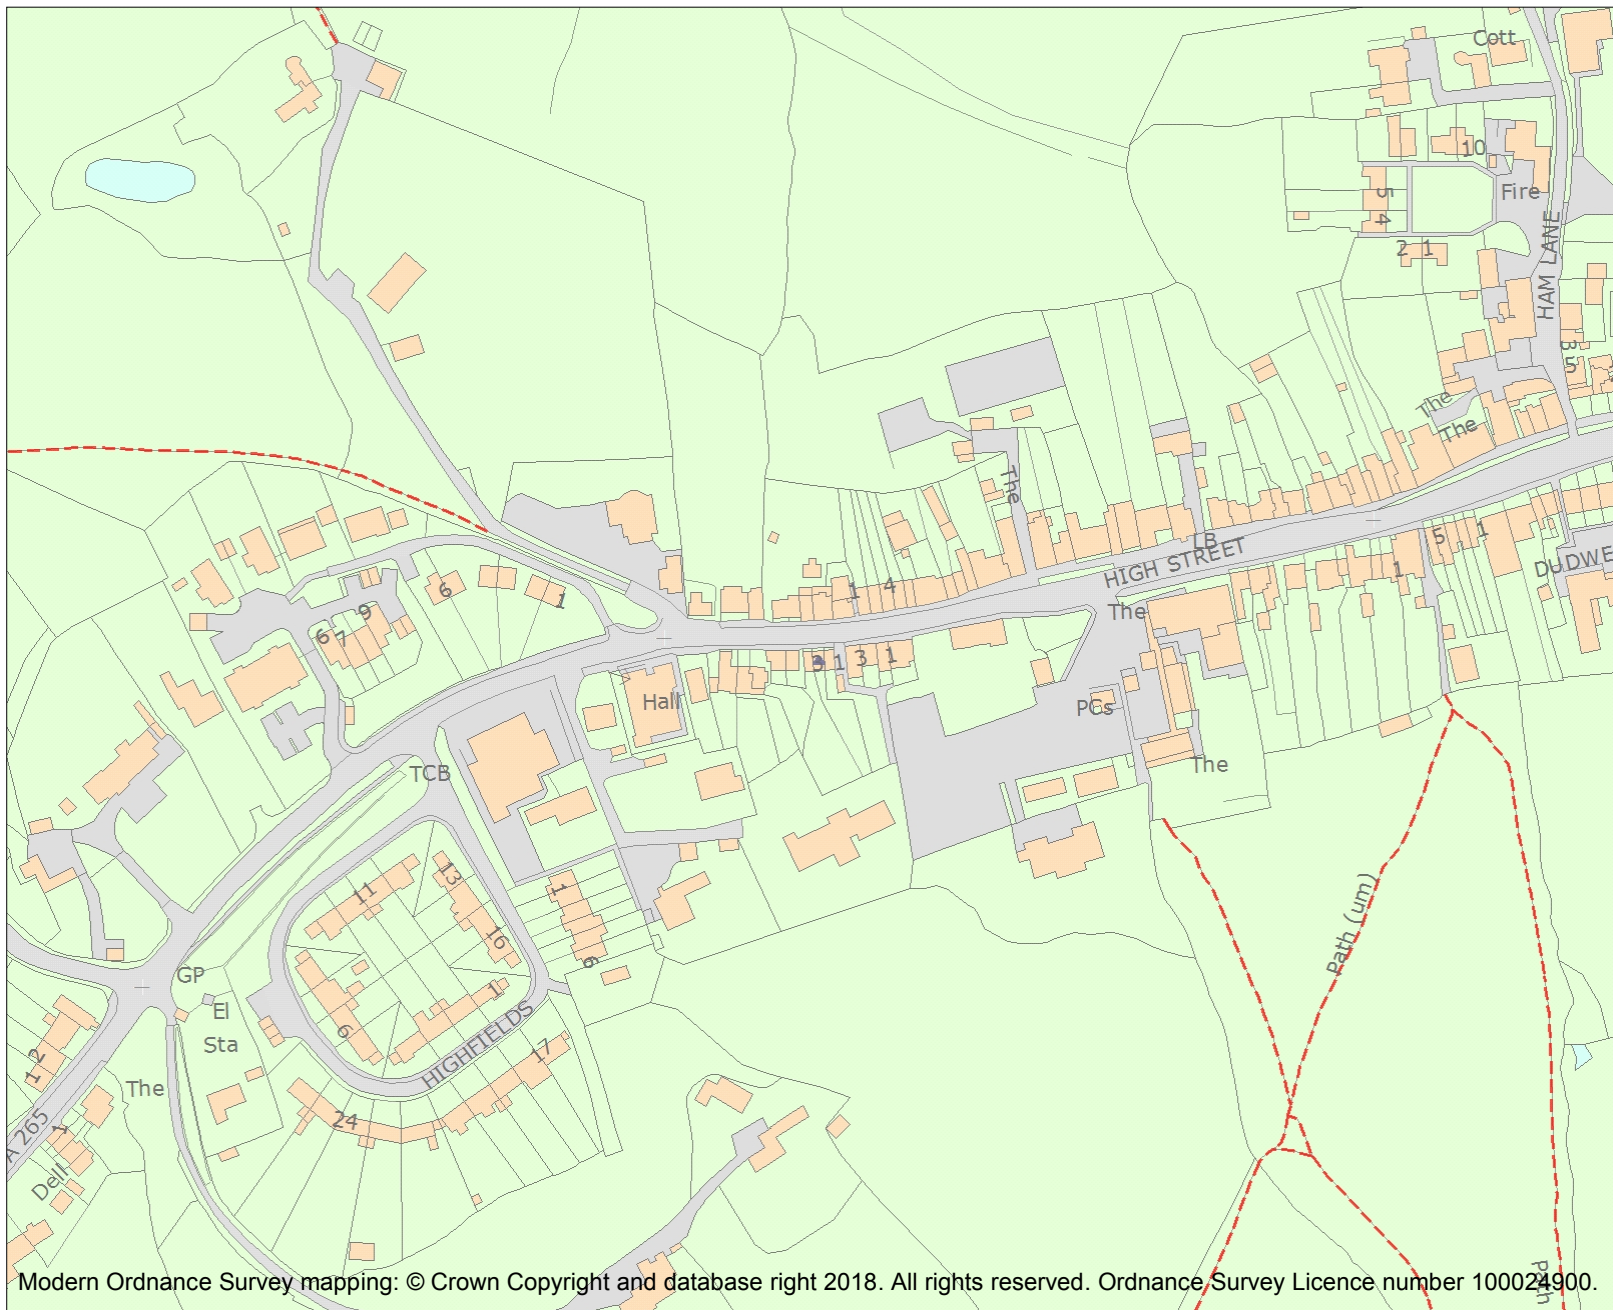 Cott
10
Fire
5
4
2 1
HAM LANE
3
5
The
The
The
LB
HIGH STREET
5
1
1
DUDWE
1
4
The
6
1
9
6
7
3 1 3 1
Hall
PCs
The
TCB
11
13
16
1
6
Path (um)
GP
El
Sta
1
6
HIGHFIELDS
17
24
1 2
The
A 265
1
Dell
Path
Modern Ordnance Survey mapping: © Crown Copyright and database right 2018. All rights reserved. Ordnance Survey Licence number 100024900.